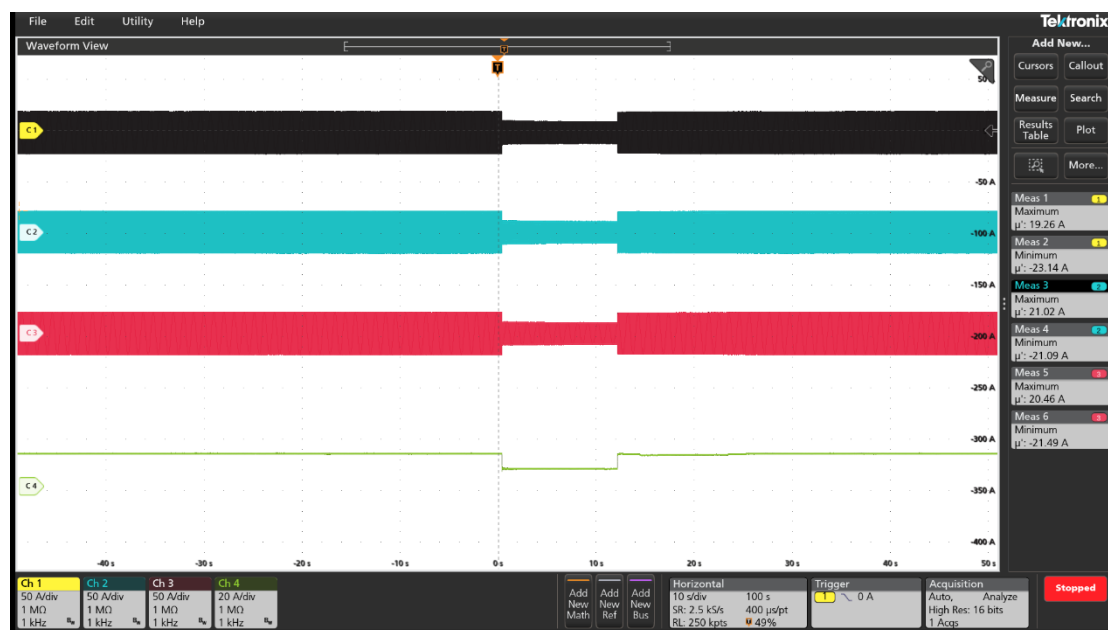 File Edit Utility Help
Tektronix
Waveform View
Add New...
T
T
Cursors Callout
50 A
Measure Search
Results Table Plot
C1
More...
-50 A
Meas 1 1
Maximum
µ': 19.26 A
C2
-100 A
Meas 2 1
Minimum
µ': -23.14 A
-150 A
Meas 3 2
Maximum
µ': 21.02 A
C3
-200 A
Meas 4 2
Minimum
µ': -21.09 A
-250 A
Meas 5 3
Maximum
µ': 20.46 A
-300 A
Meas 6 3
Minimum
µ': -21.49 A
C4
-350 A
-400 A
-40 s -30 s -20 s -10 s 0 s 10 s 20 s 30 s 40 s 50 s
Ch 1
50 A/div
1 MΩ
1 kHz
Ch 2
50 A/div
1 MΩ
1 kHz
Ch 3
50 A/div
1 MΩ
1 kHz
Ch 4
20 A/div
1 MΩ
1 kHz
Add New Math
Add New Ref
Add New Bus
Horizontal
10 s/div 100 s
SR: 2.5 kS/s 400 µs/pt
RL: 250 kpts T 49%
Trigger
1 0 A
Acquisition
Auto, Analyze
High Res: 16 bits
1 Acqs
Stopped